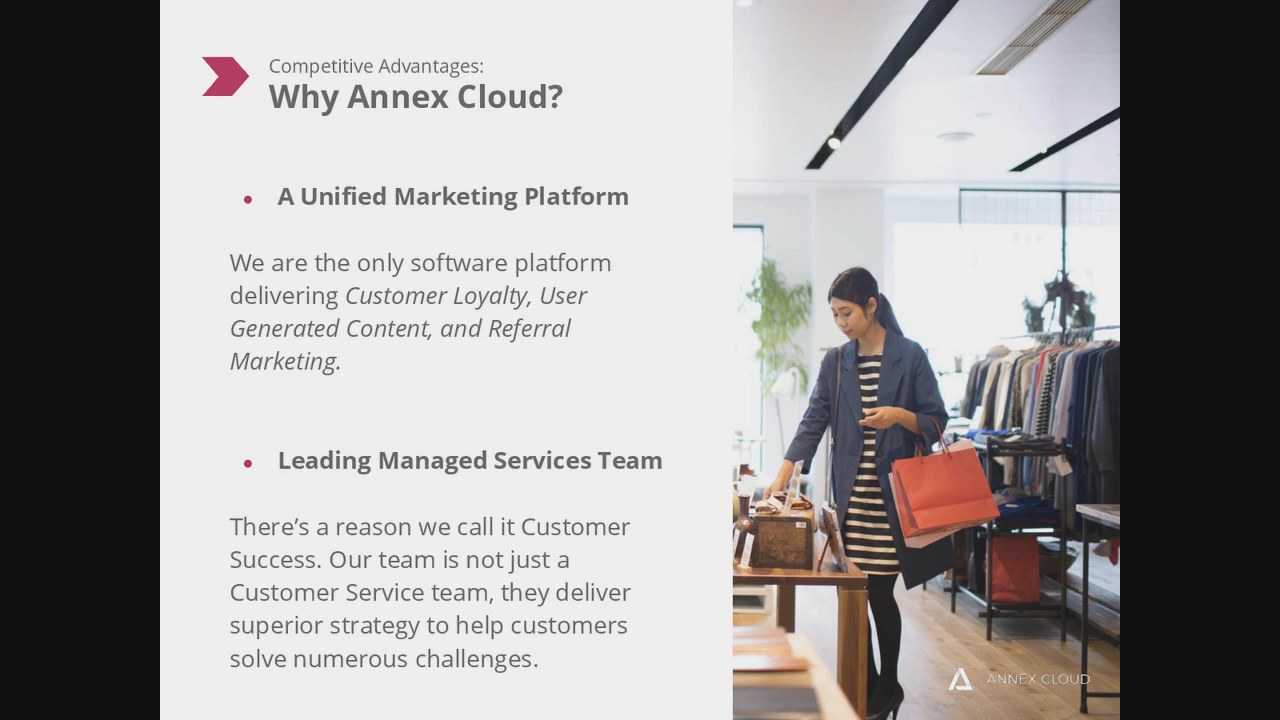 Competitive Advantages:
Why Annex Cloud?
• A Unified Marketing Platform
We are the only software platform
delivering Customer Loyalty, User
Generated Content, and Referral
Marketing.
• Leading Managed Services Team
There’s a reason we call it Customer
Success. Our team is not just a
Customer Service team, they deliver
superior strategy to help customers
solve numerous challenges.
ANNEX CLOUD